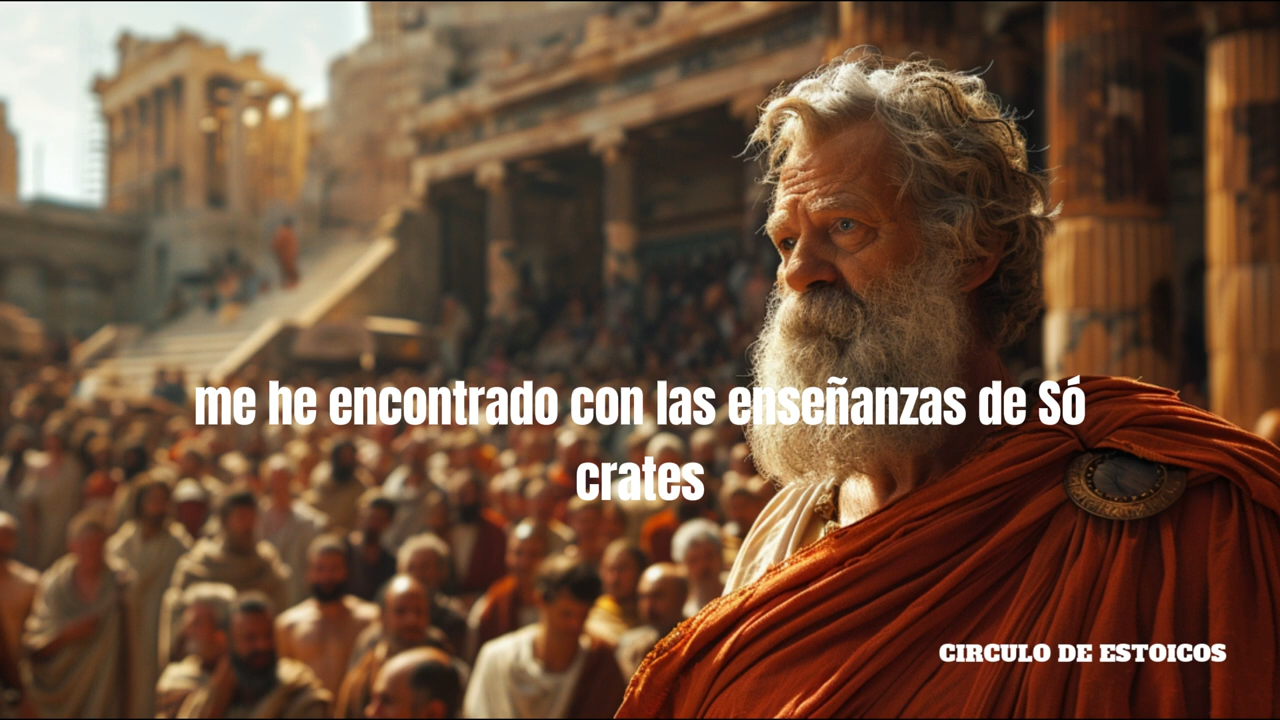 me he encontrado con las enseñanzas de Só
crates
CIRCULO DE ESTOICOS